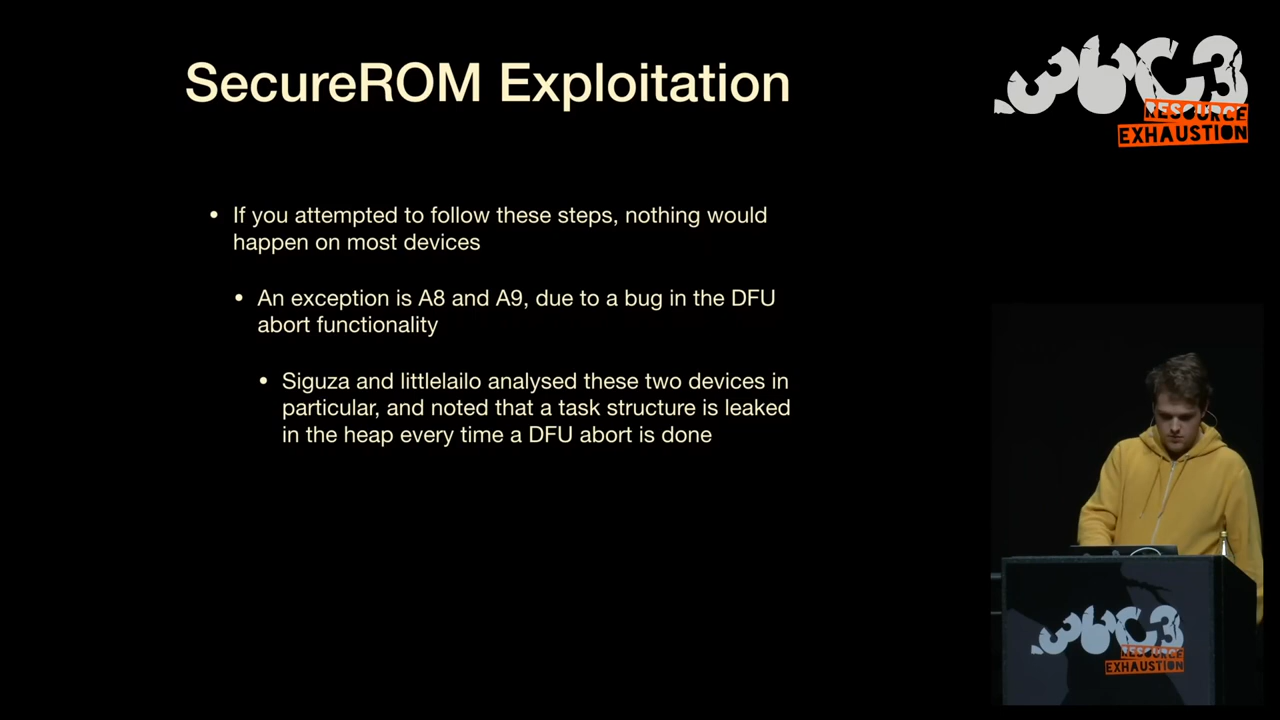 SecureROM Exploitation
36C3
RESOURCE
EXHAUSTION
• If you attempted to follow these steps, nothing would
happen on most devices
• An exception is A8 and A9, due to a bug in the DFU
abort functionality
• Siguza and littlelailo analysed these two devices in
particular, and noted that a task structure is leaked
in the heap every time a DFU abort is done
36C3
RESOURCE
EXHAUSTION